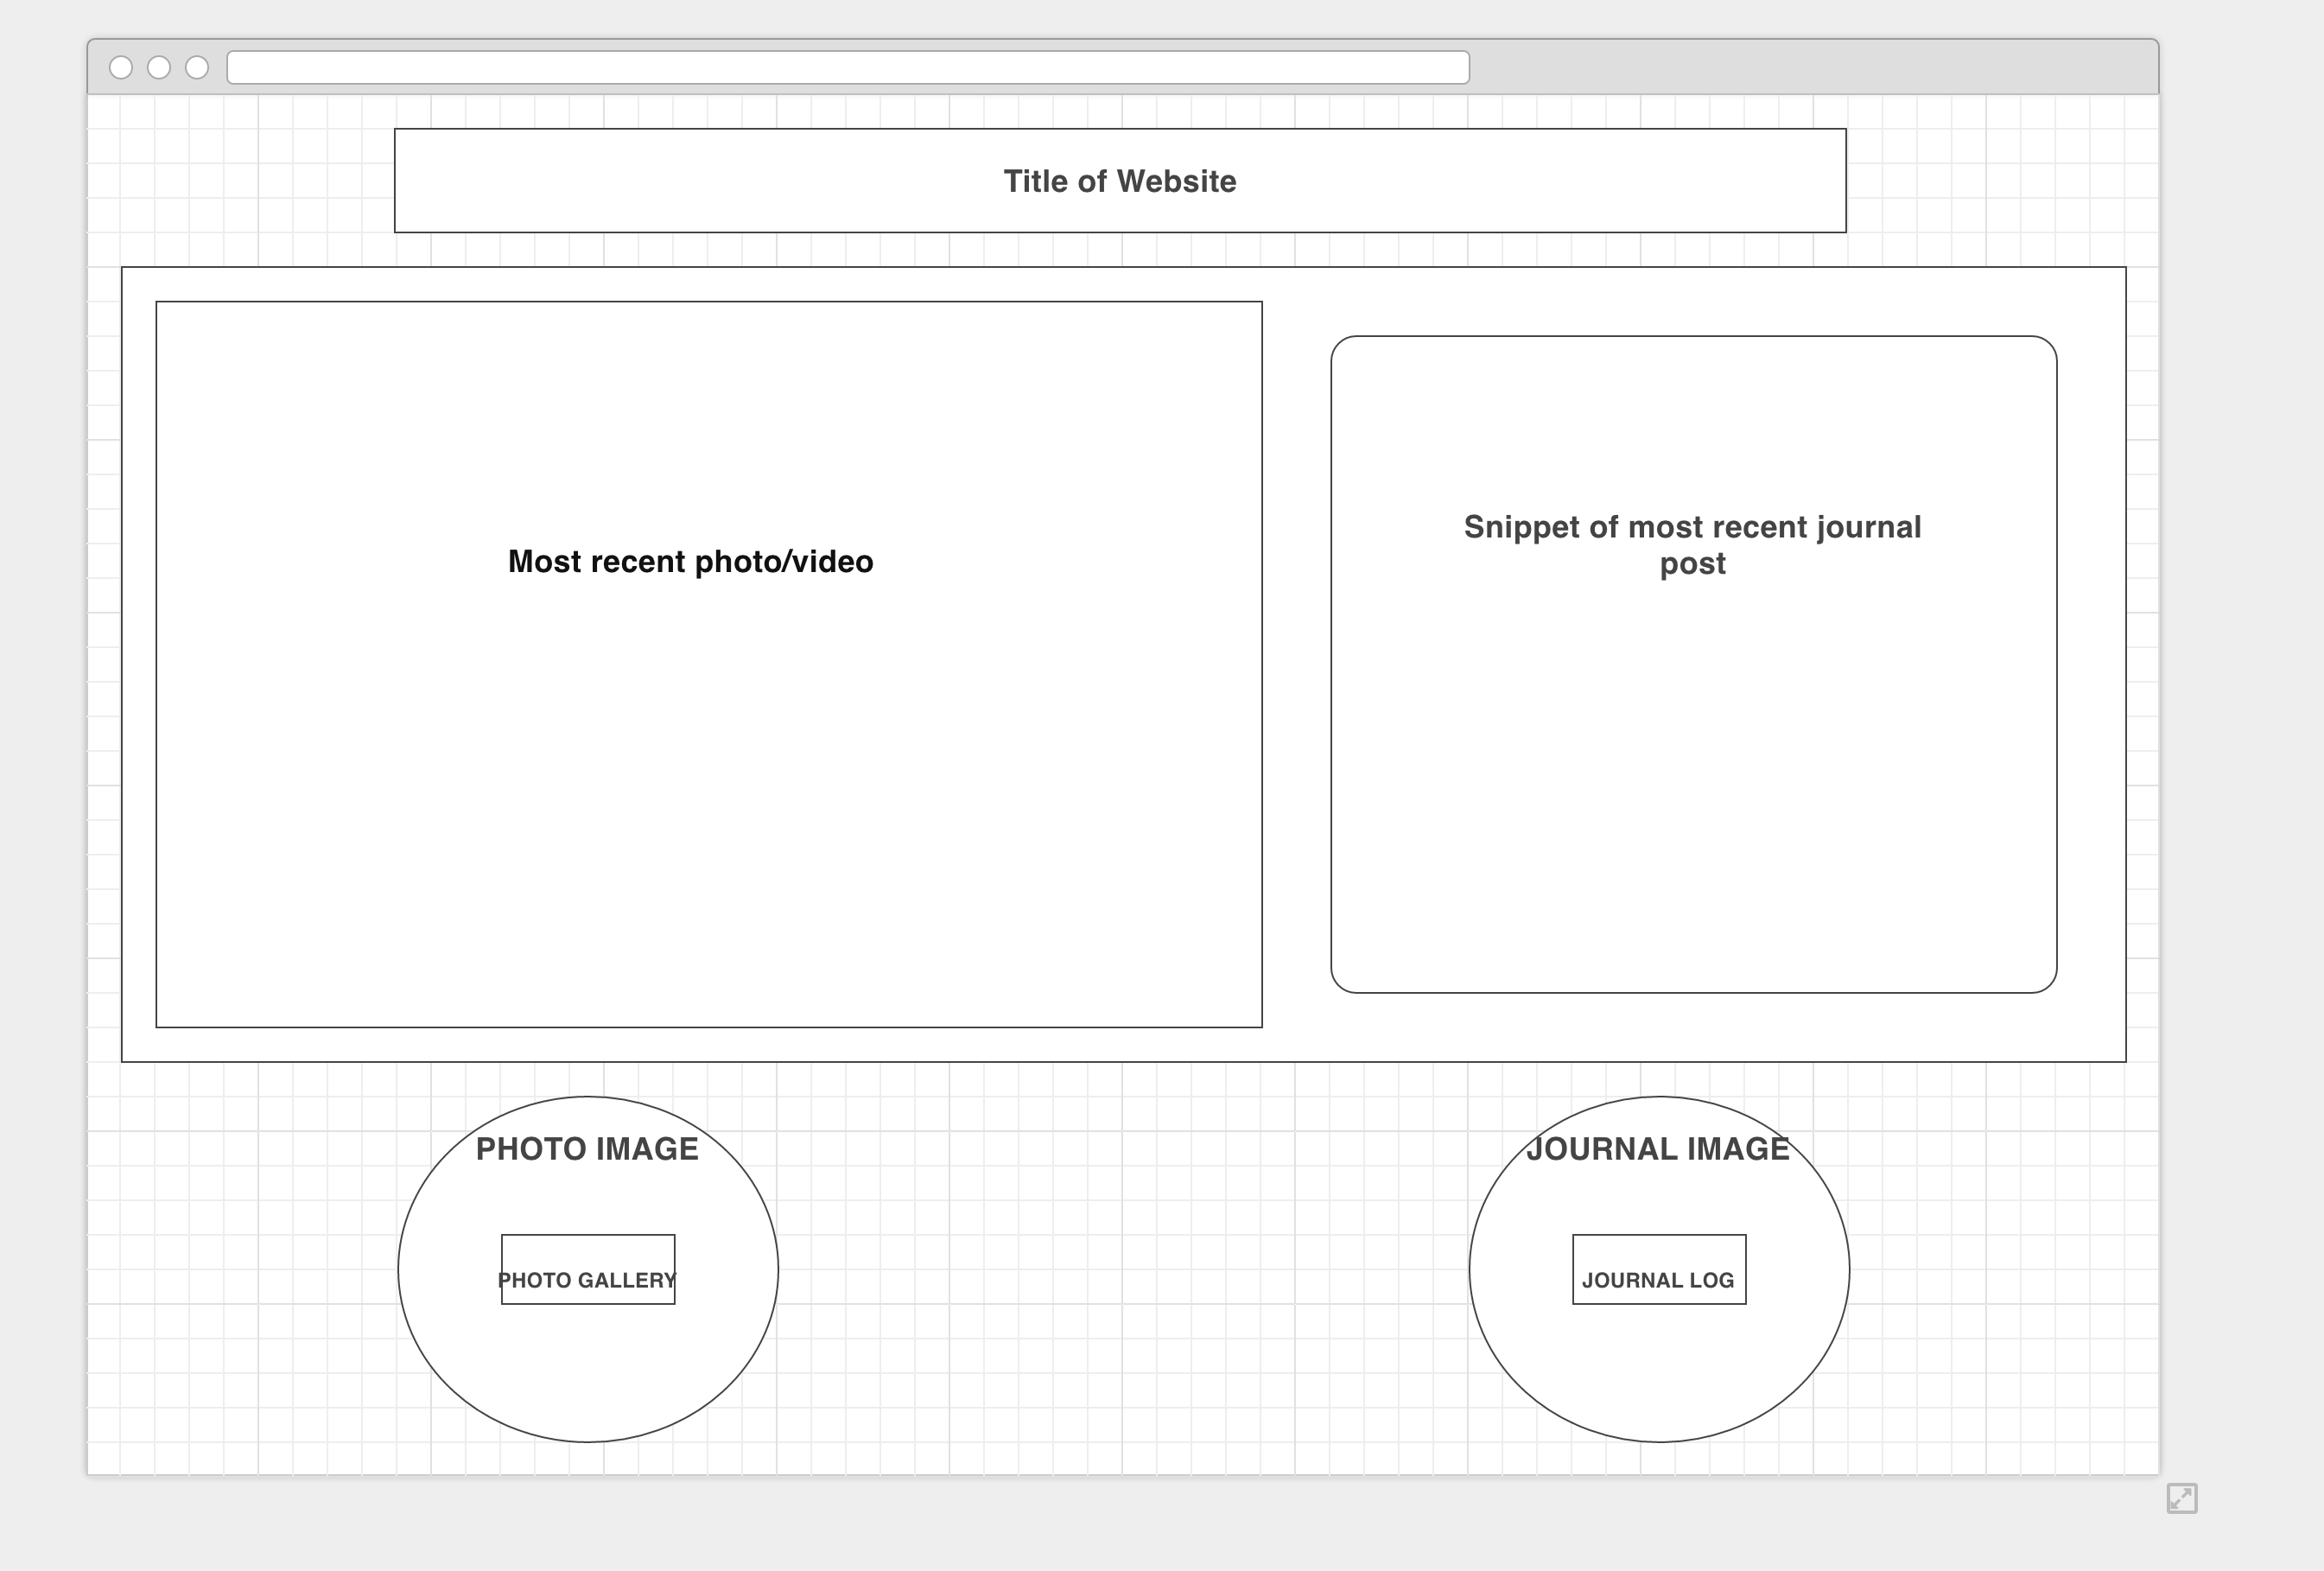 Title of Website
Most recent photo/video
Snippet of most recent journal
post
PHOTO IMAGE
JOURNAL IMAGE
PHOTO GALLERY
JOURNAL LOG